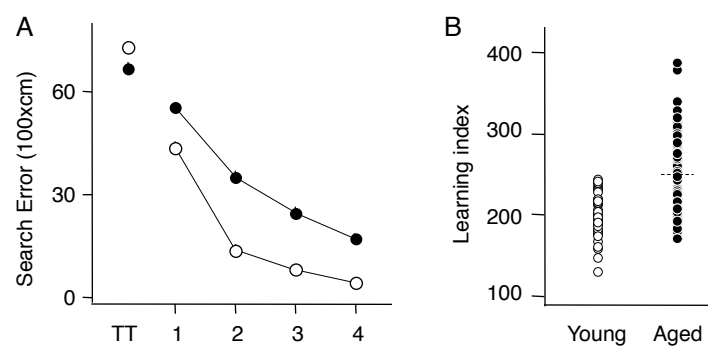 A
Search Error (100xcm)
60
30
0
TT 1 2 3 4
B
Learning index
400
300
200
100
Young Aged